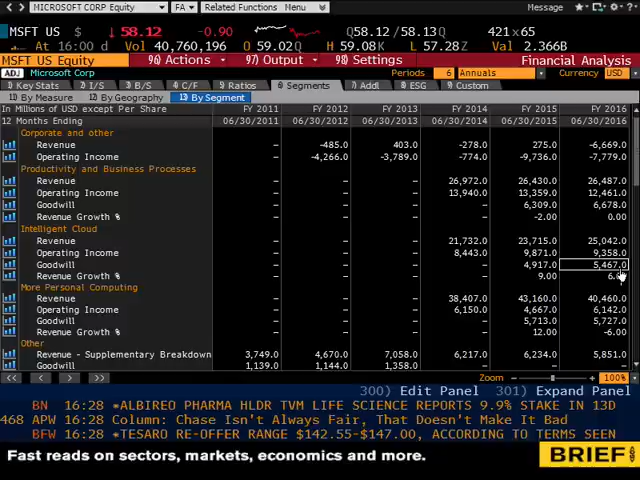 MICROSOFT CORP Equity FA Related Functions Menu Message
MSFT US ↓ 58.12 -0.90 Q58.12 / 58.13Q 421 x 65
At 16:00 d Vol 40,760,196 O 59.02Q H 59.08K L 57.28Z Val 2.366B
MSFT US Equity 96) Actions 97) Output 98) Settings Financial Analysis
ADJ Microsoft Corp Periods 6 Annuals Currency USD
1) Key Stats 2) I/S 3) B/S 4) C/F 5) Ratios 6) Segments 7) Addl 8) ESG 9) Custom
11) By Measure 12) By Geography 13) By Segment
In Millions of USD except Per Share FY 2011 FY 2012 FY 2013 FY 2014 FY 2015 FY 2016
12 Months Ending 06/30/2011 06/30/2012 06/30/2013 06/30/2014 06/30/2015 06/30/2016
Corporate and other
Revenue – -485.0 403.0 -278.0 275.0 -6,669.0
Operating Income – -4,266.0 -3,789.0 -774.0 -9,736.0 -7,779.0
Productivity and Business Processes
Revenue – – – 26,972.0 26,430.0 26,487.0
Operating Income – – – 13,940.0 13,359.0 12,461.0
Goodwill – – – – 6,309.0 6,678.0
Revenue Growth % – – – – -2.00 0.00
Intelligent Cloud
Revenue – – – 21,732.0 23,715.0 25,042.0
Operating Income – – – 8,443.0 9,871.0 9,358.0
Goodwill – – – – 4,917.0 5,467.0
Revenue Growth % – – – – 9.00
More Personal Computing
Revenue – – – 38,407.0 43,160.0 40,460.0
Operating Income – – – 6,150.0 4,667.0 6,142.0
Goodwill – – – – 5,713.0 5,727.0
Revenue Growth % – – – – 12.00 -6.00
Other
Revenue - Supplementary Breakdown 3,749.0 4,670.0 7,058.0 6,217.0 6,234.0 5,851.0
Goodwill 1,139.0 1,144.0 1,358.0 – – –
Zoom 100%
300) Edit Panel 301) Expand Panel
BN 16:28 *ALBIREO PHARMA HLDR TVM LIFE SCIENCE REPORTS 9.9% STAKE IN 13D
468 APW 16:28 Column: Chase Isn't Always Fair, That Doesn't Make It Bad
BFW 16:28 *TESARO RE-OFFER RANGE $142.55-$147.00, ACCORDING TO TERMS SEEN
Fast reads on sectors, markets, economics and more. BRIEF